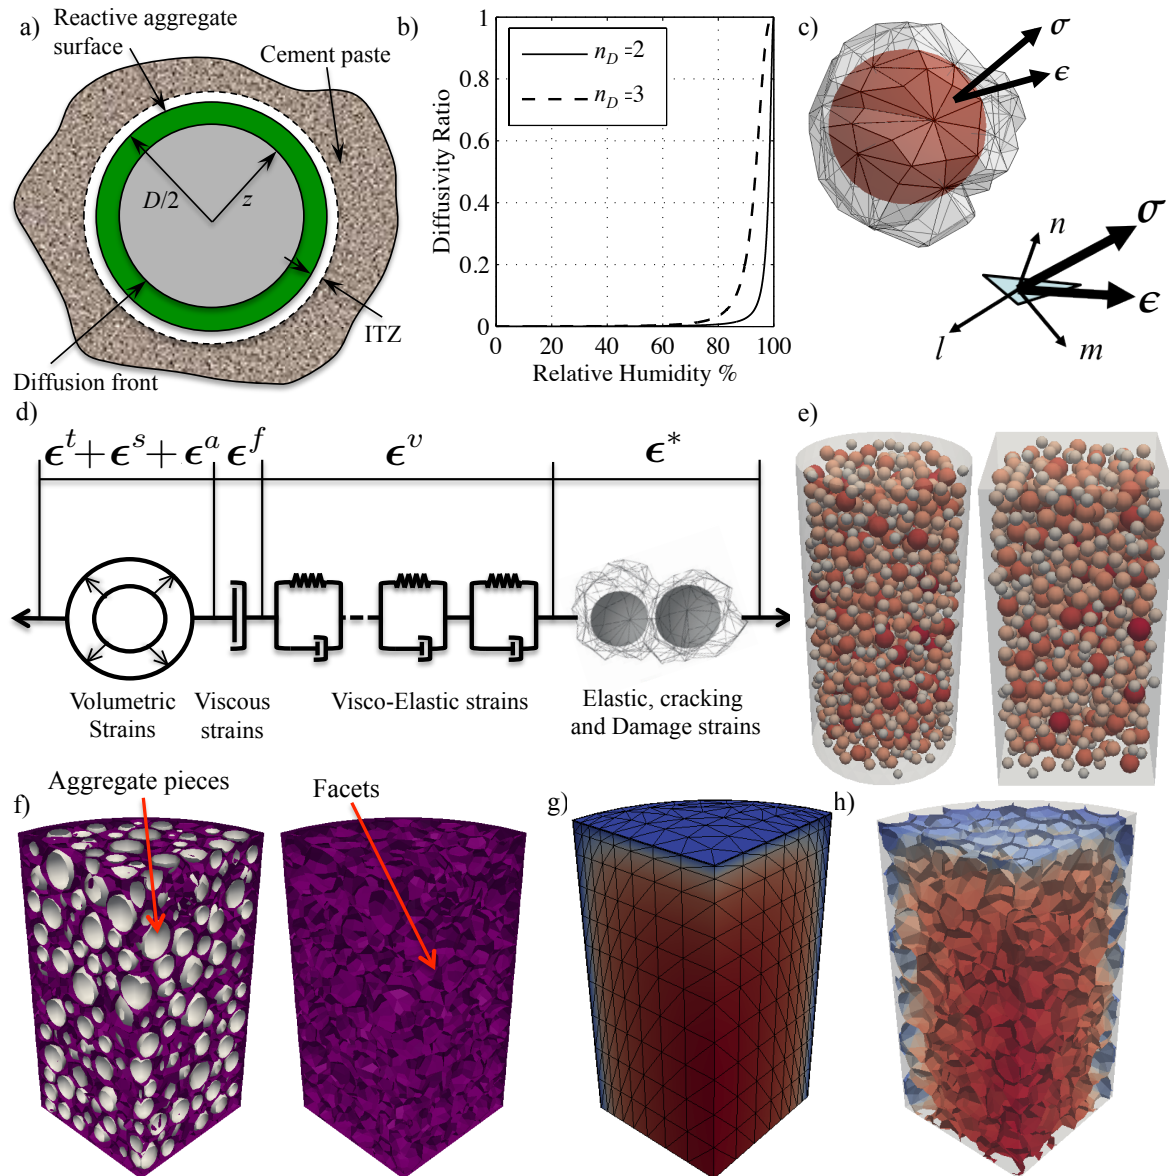 a)
Reactive aggregate
surface
Cement paste
D/2
z
ITZ
Diffusion front
b)
Diffusivity Ratio
1
0.8
0.6
0.4
0.2
0
n_D =2
n_D =3
0 20 40 60 80 100
Relative Humidity %
c)
σ
ϵ
n
σ
ϵ
l
m
d)
ϵ^t + ϵ^s + ϵ^a ϵ^f ϵ^v ϵ^*
Volumetric
Strains
Viscous
strains
Visco-Elastic strains
Elastic, cracking
and Damage strains
e)
f)
Aggregate pieces
Facets
g)
h)